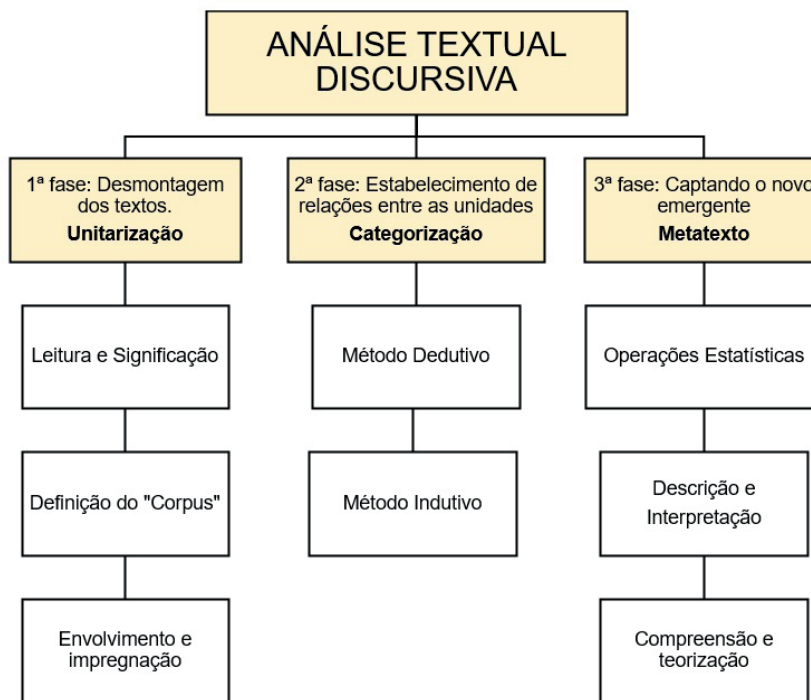 ANÁLISE TEXTUAL
DISCURSIVA
1ª fase: Desmontagem
dos textos.
Unitarização
2ª fase: Estabelecimento de
relações entre as unidades
Categorização
3ª fase: Captando o novo
emergente
Metatexto
Leitura e Significação
Método Dedutivo
Operações Estatísticas
Definição do "Corpus"
Método Indutivo
Descrição e
Interpretação
Envolvimento e
impregnação
Compreensão e
teorização